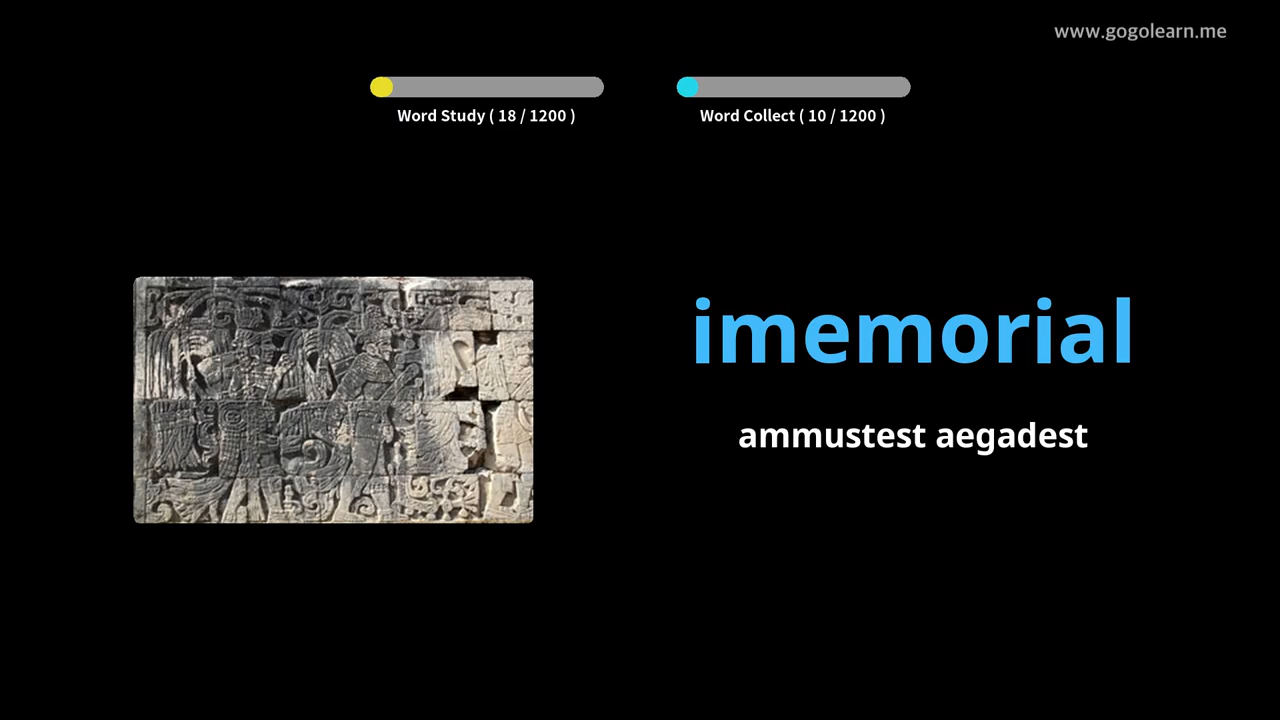 www.gogolearn.me
Word Study ( 18 / 1200 )
Word Collect ( 10 / 1200 )
imemorial
ammustest aegadest